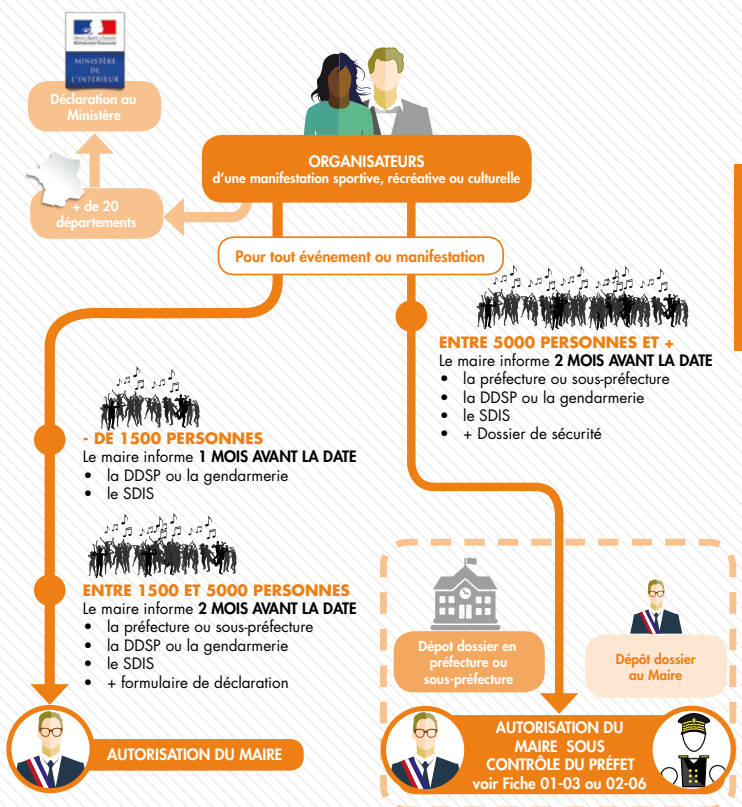 MINISTÈRE
DE
L'INTÉRIEUR
Déclaration au
Ministère
+ de 20
départements
ORGANISATEURS
d'une manifestation sportive, récréative ou culturelle
Pour tout événement ou manifestation
ENTRE 5000 PERSONNES ET +
Le maire informe 2 MOIS AVANT LA DATE
• la préfecture ou sous-préfecture
• la DDSP ou la gendarmerie
• le SDIS
• + Dossier de sécurité
- DE 1500 PERSONNES
Le maire informe 1 MOIS AVANT LA DATE
• la DDSP ou la gendarmerie
• le SDIS
ENTRE 1500 ET 5000 PERSONNES
Le maire informe 2 MOIS AVANT LA DATE
• la préfecture ou sous-préfecture
• la DDSP ou la gendarmerie
• le SDIS
• + formulaire de déclaration
AUTORISATION DU MAIRE
Dépot dossier en
préfecture ou
sous-préfecture
Dépôt dossier
au Maire
AUTORISATION DU
MAIRE SOUS
CONTRÔLE DU PRÉFET
voir Fiche 01-03 ou 02-06